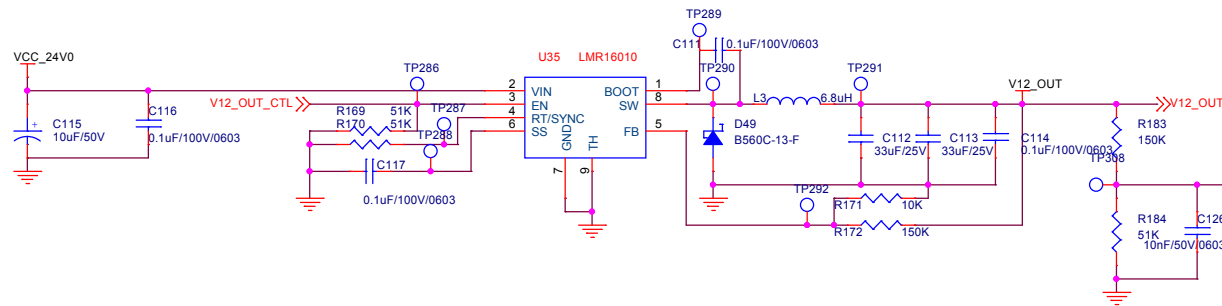 TP289
VCC_24V0
U35 LMR16010
C111
0.1uF/100V/0603
TP286
TP290
TP291
V12_OUT
2 VIN
BOOT 1
C116
V12_OUT_CTL
3 EN
SW 8
L3
6.8uH
V12_OUT
C115
10uF/50V
0.1uF/100V/0603
R169 51K
TP287
4 RT/SYNC
R170 51K
6 SS
FB 5
D49
B560C-13-F
C112
33uF/25V
C113
33uF/25V
C114
0.1uF/100V/0603
R183
150K
TP288
GND
TH
TP308
C117
0.1uF/100V/0603
7
9
TP292
R171 10K
R172 150K
R184
51K
C126
10nF/50V/0603